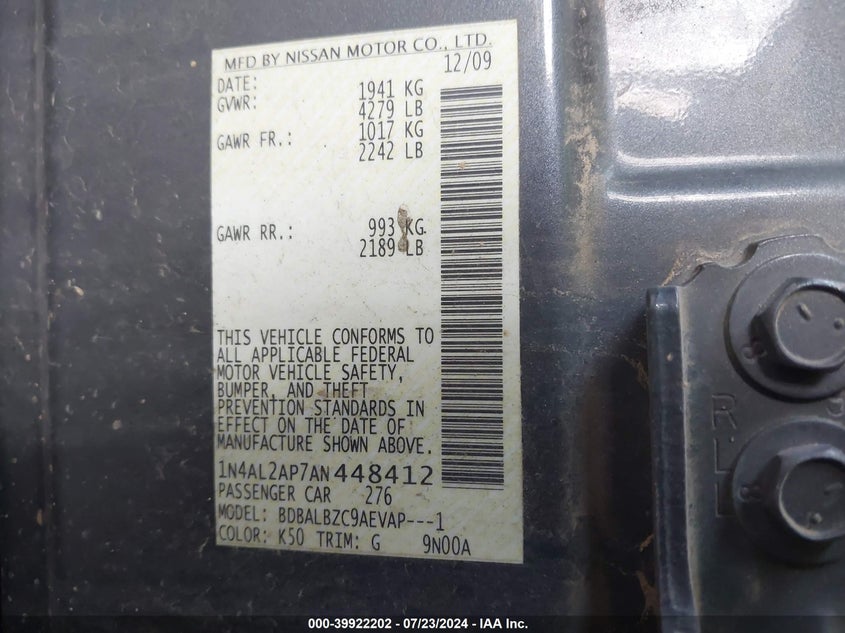 MFD BY NISSAN MOTOR CO., LTD.
DATE: 12/09
GVWR: 1941 KG
4279 LB
GAWR FR.: 1017 KG
2242 LB
GAWR RR.: 993 KG
2189 LB
THIS VEHICLE CONFORMS TO
ALL APPLICABLE FEDERAL
MOTOR VEHICLE SAFETY,
BUMPER, AND THEFT
PREVENTION STANDARDS IN
EFFECT ON THE DATE OF
MANUFACTURE SHOWN ABOVE.
1N4AL2AP7AN448412
PASSENGER CAR 276
MODEL: BDBALBZC9AEVAP---1
COLOR: K50 TRIM: G 9N00A
000-39922202 - 07/23/2024 - IAA Inc.